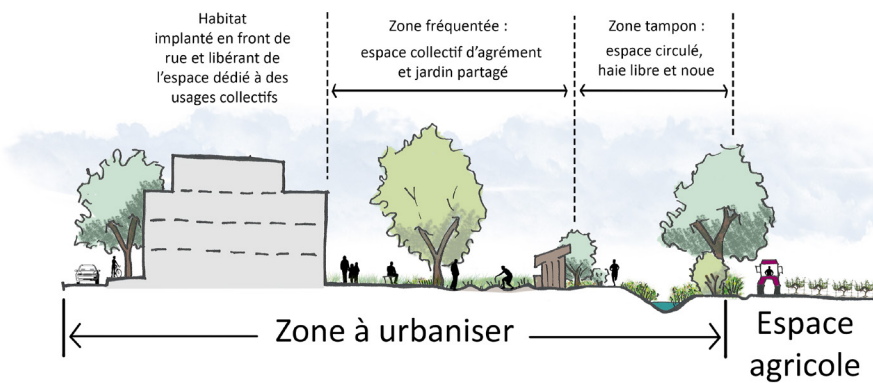 Habitat
implanté en front de
rue et libérant de
l'espace dédié à des
usages collectifs
Zone fréquentée :
espace collectif d'agrément
et jardin partagé
Zone tampon :
espace circulé,
haie libre et noue
Zone à urbaniser
Espace
agricole